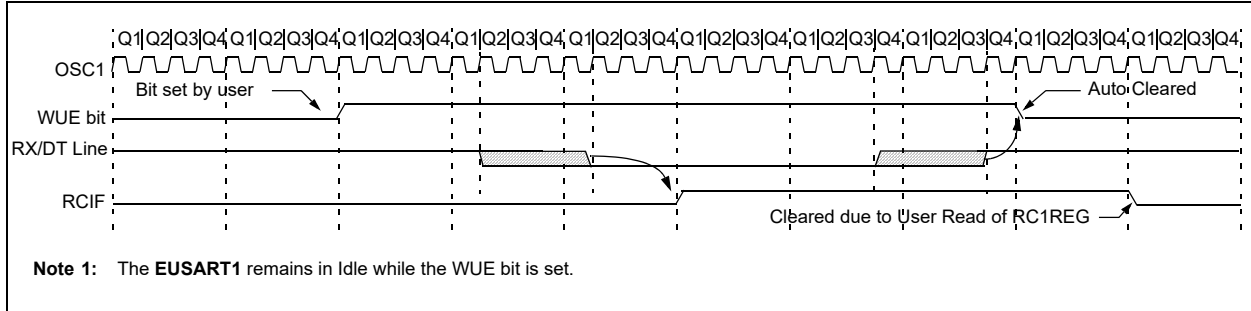 Q1|Q2|Q3|Q4|Q1|Q2|Q3|Q4|Q1|Q2|Q3|Q4|Q1|Q2|Q3|Q4|Q1|Q2|Q3|Q4|Q1|Q2|Q3|Q4|Q1|Q2|Q3|Q4|Q1|Q2|Q3|Q4|Q1|Q2|Q3|Q4|Q1|Q2|Q3|Q4
OSC1
Bit set by user
Auto Cleared
WUE bit
RX/DT Line
RCIF
Cleared due to User Read of RC1REG
Note 1: The EUSART1 remains in Idle while the WUE bit is set.